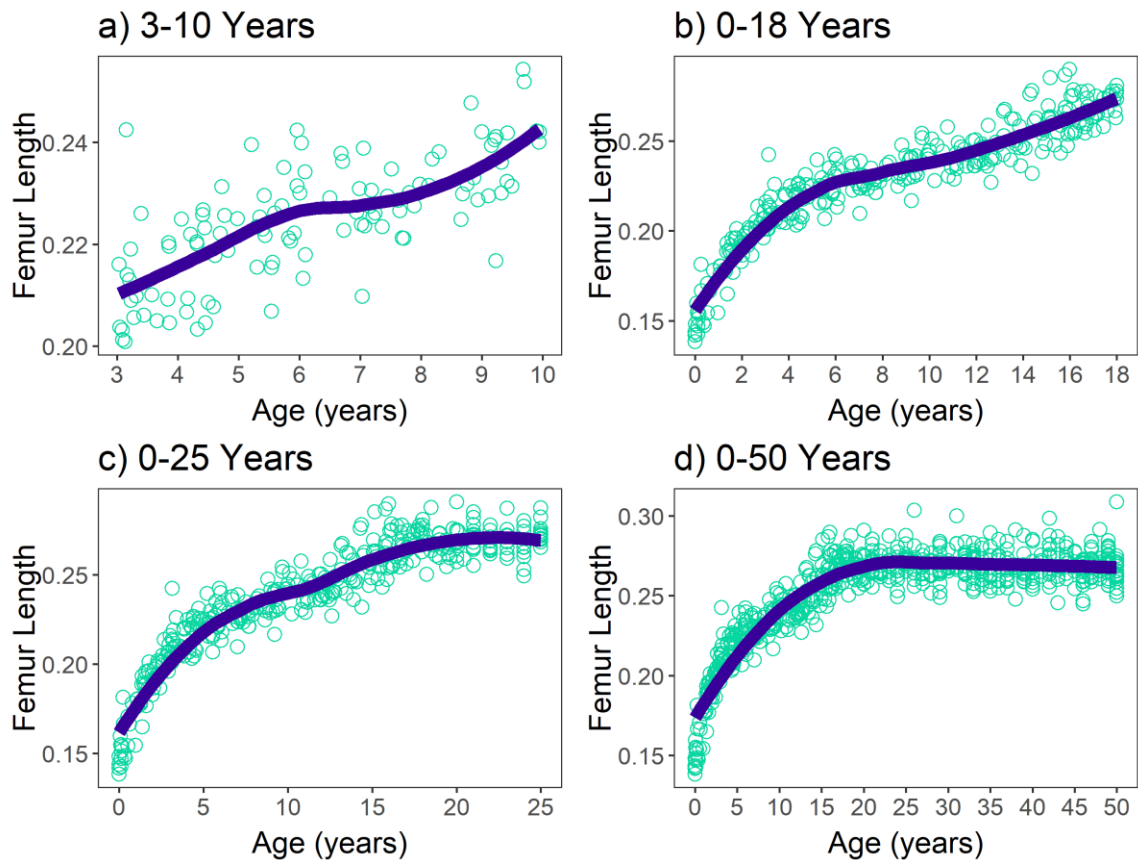 a) 3-10 Years
Femur Length
0.24
0.22
0.20
3 4 5 6 7 8 9 10
Age (years)
b) 0-18 Years
Femur Length
0.25
0.20
0.15
0 2 4 6 8 10 12 14 16 18
Age (years)
c) 0-25 Years
Femur Length
0.25
0.20
0.15
0 5 10 15 20 25
Age (years)
d) 0-50 Years
Femur Length
0.30
0.25
0.20
0.15
0 5 10 15 20 25 30 35 40 45 50
Age (years)